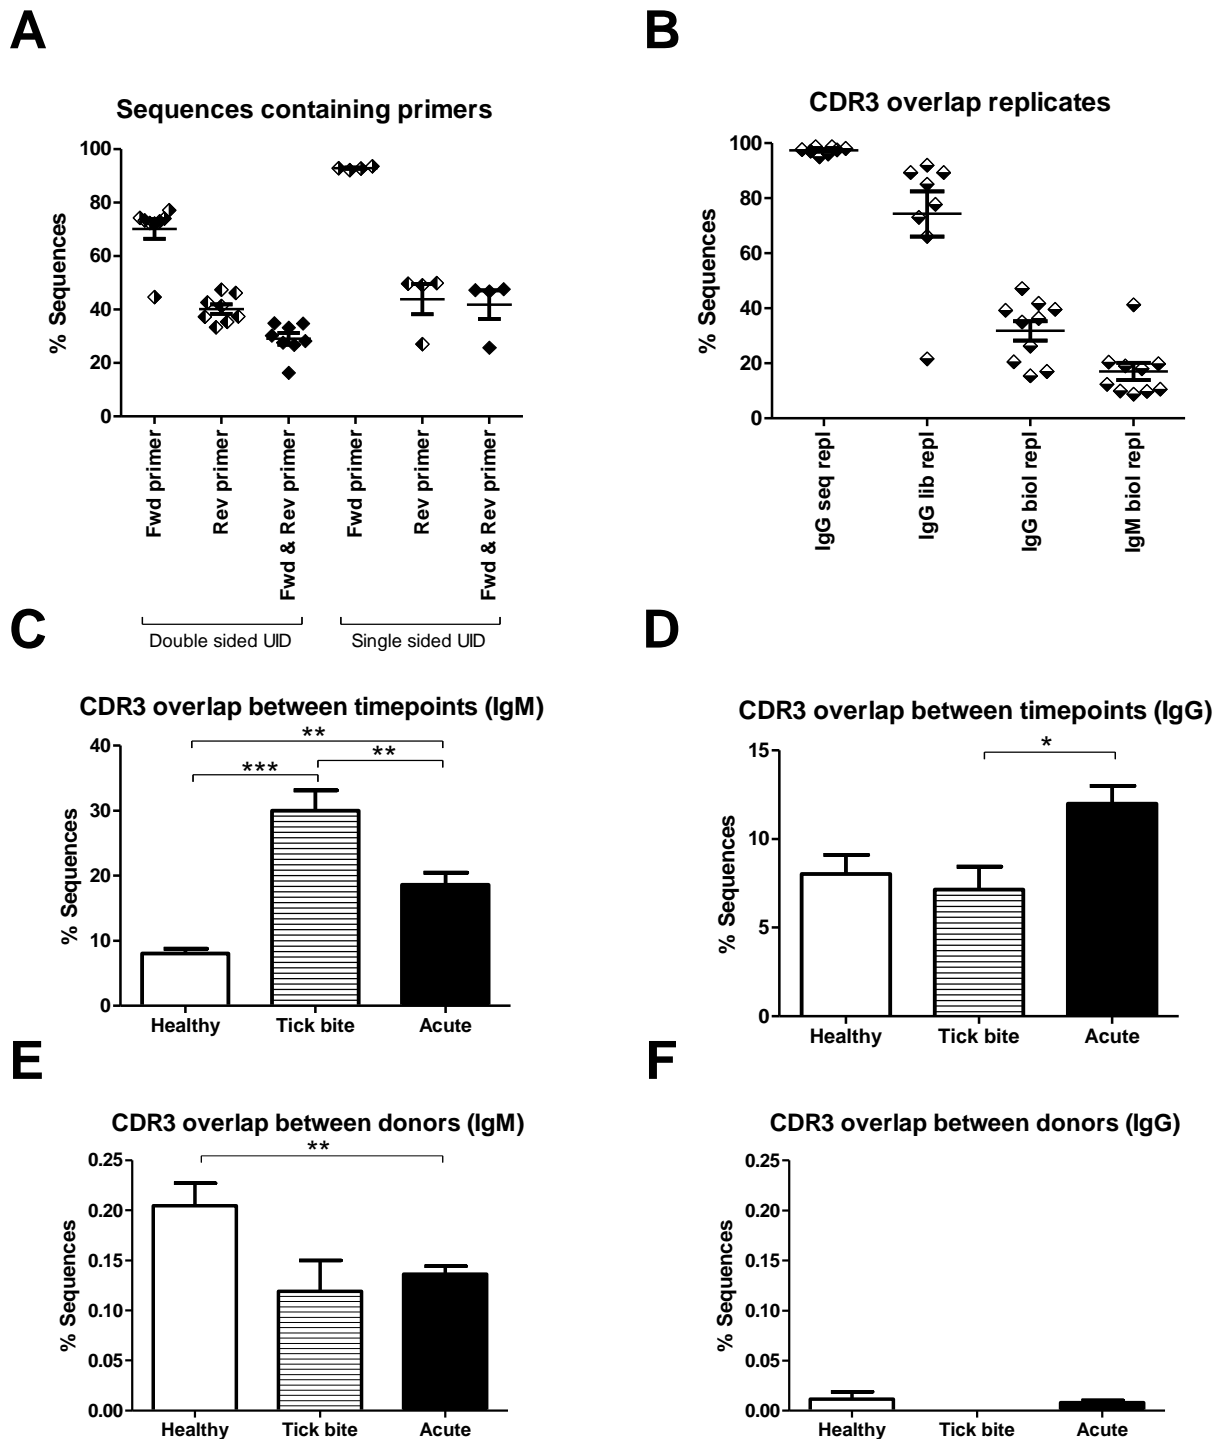 A
Sequences containing primers
% Sequences
100
80
60
40
20
0
Fwd primer
Rev primer
Fwd & Rev primer
Fwd primer
Rev primer
Fwd & Rev primer
Double sided UID
Single sided UID
B
CDR3 overlap replicates
% Sequences
100
80
60
40
20
0
IgG seq repl
IgG lib repl
IgG biol repl
IgM biol repl
C
CDR3 overlap between timepoints (IgM)
% Sequences
40
30
20
10
0
**
**
***
Healthy
Tick bite
Acute
D
CDR3 overlap between timepoints (IgG)
% Sequences
15
10
5
0
*
Healthy
Tick bite
Acute
E
CDR3 overlap between donors (IgM)
% Sequences
0.25
0.20
0.15
0.10
0.05
0.00
**
Healthy
Tick bite
Acute
F
CDR3 overlap between donors (IgG)
% Sequences
0.25
0.20
0.15
0.10
0.05
0.00
Healthy
Tick bite
Acute